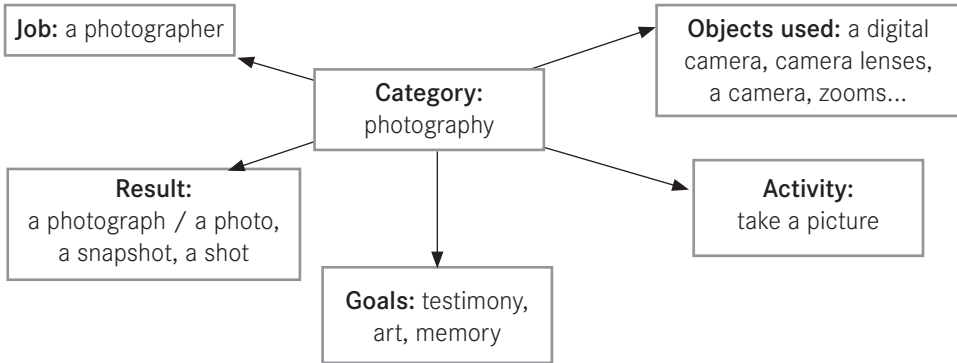 Job: a photographer
Objects used: a digital
camera, camera lenses,
a camera, zooms...
Category:
photography
Result:
a photograph / a photo,
a snapshot, a shot
Activity:
take a picture
Goals: testimony,
art, memory